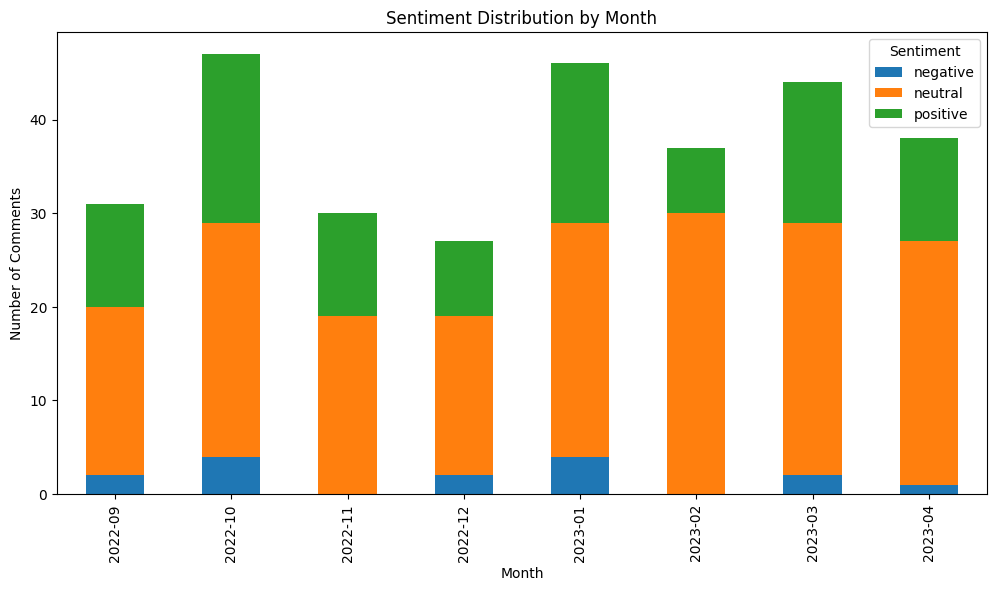 Sentiment Distribution by Month
Sentiment
negative
neutral
positive
Number of Comments
40
30
20
10
0
2022-09
2022-10
2022-11
2022-12
2023-01
2023-02
2023-03
2023-04
Month